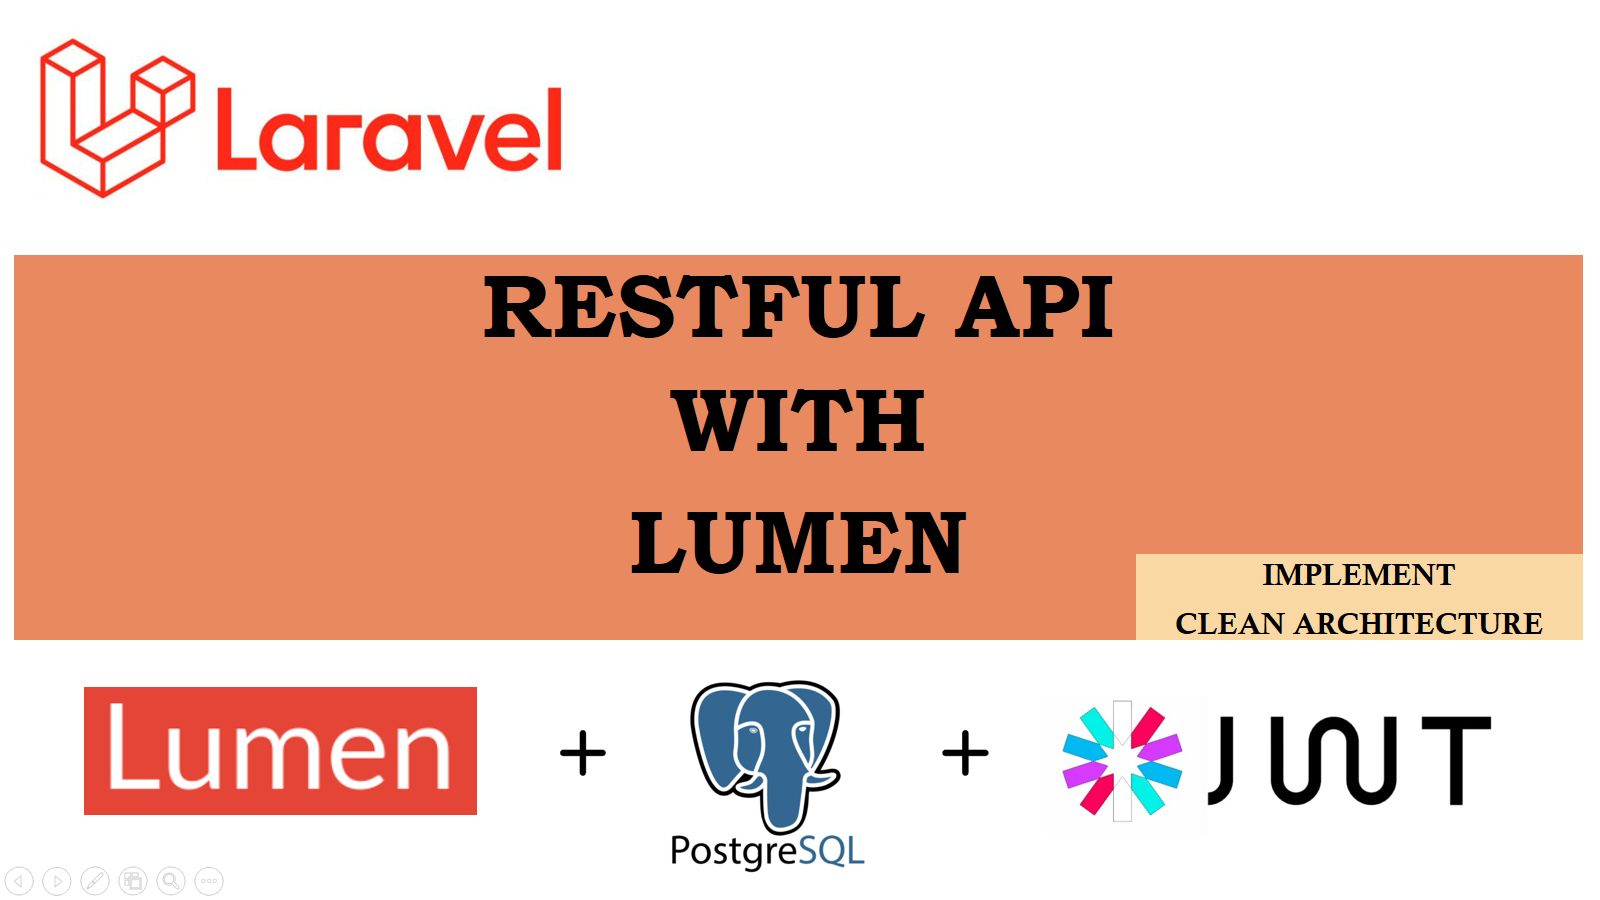 Laravel
RESTFUL API
WITH
LUMEN
IMPLEMENT
CLEAN ARCHITECTURE
Lumen
+
PostgreSQL
+
JWT